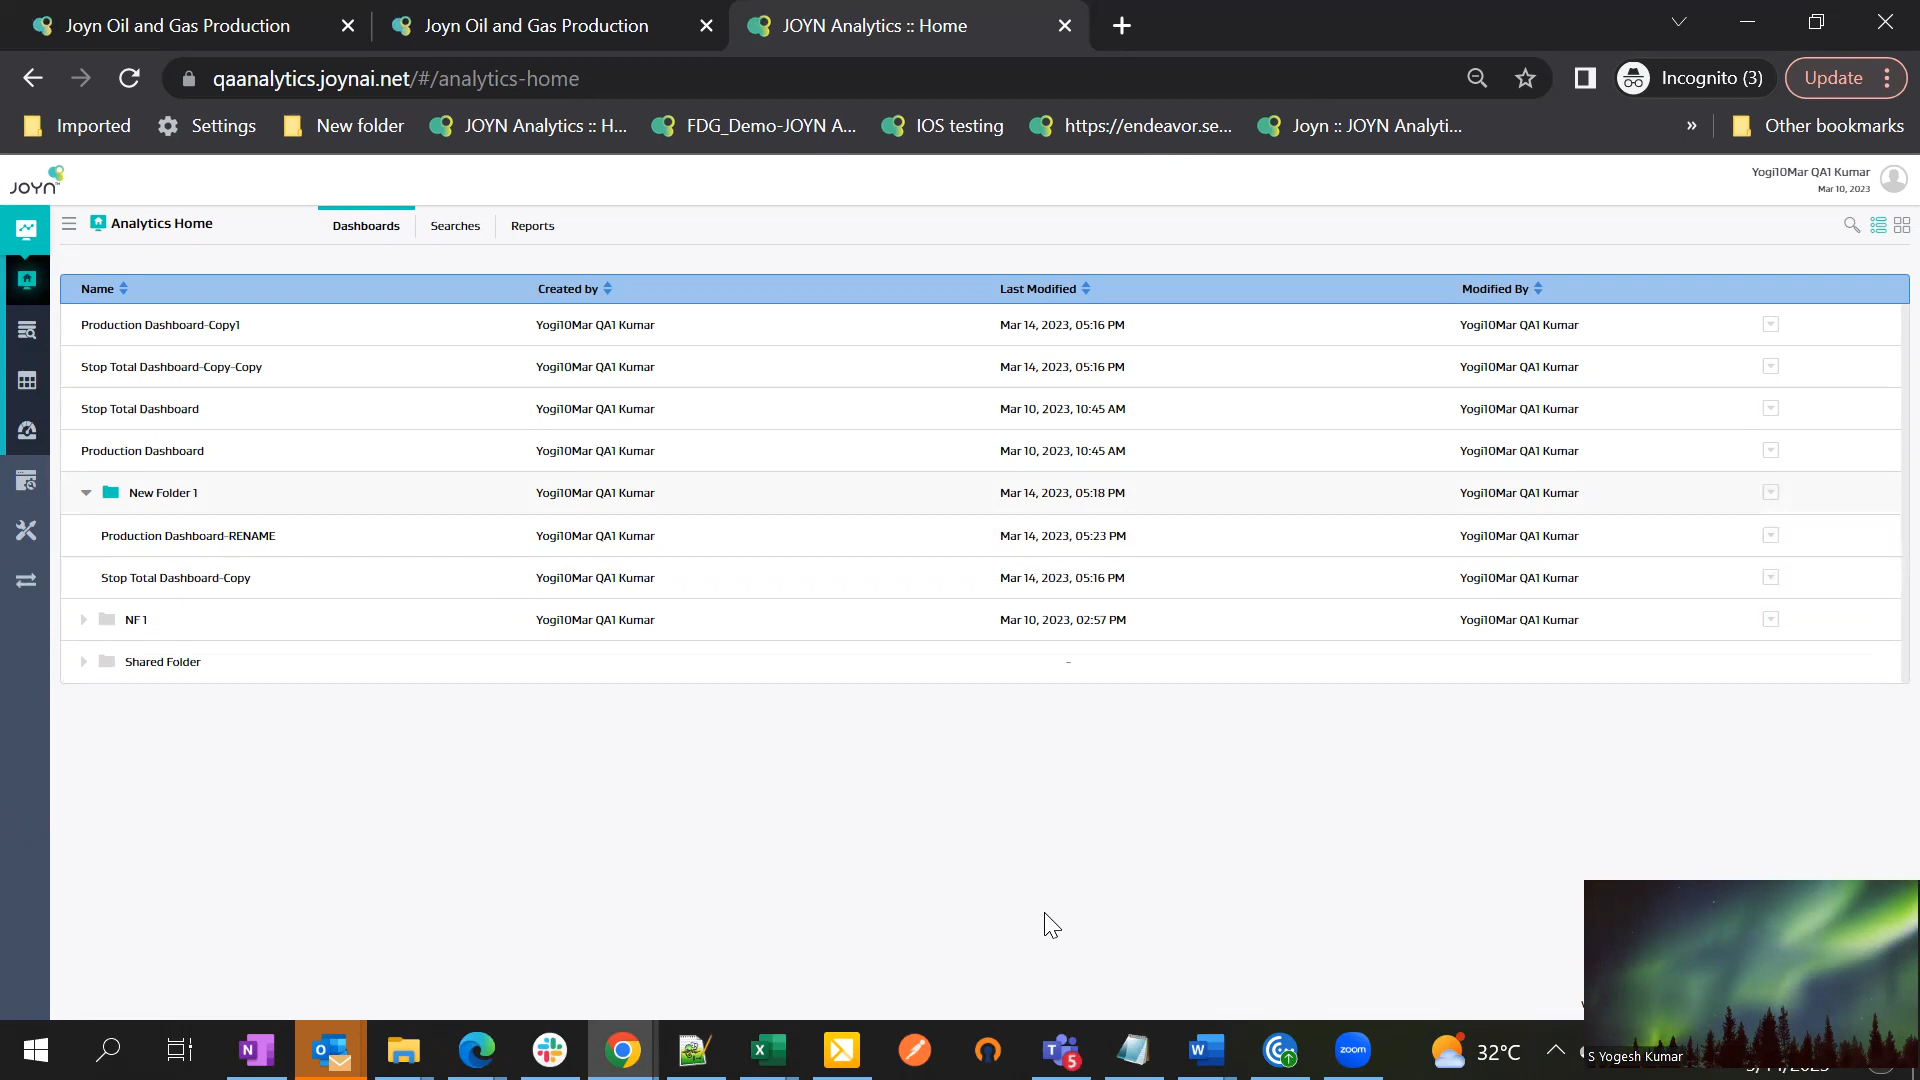 Joyn Oil and Gas Production
Joyn Oil and Gas Production
JOYN Analytics :: Home
qaanalytics.joynai.net/#/analytics-home
Incognito (3)
Update
Imported
Settings
New folder
JOYN Analytics :: H...
FDG_Demo-JOYN A...
IOS testing
https://endeavor.se...
Joyn :: JOYN Analyti...
»
Other bookmarks
JOYN™
Yogi10Mar QA1 Kumar
Mar 10, 2023
Analytics Home
Dashboards
Searches
Reports
Name Created by Last Modified Modified By
Production Dashboard-Copy1 Yogi10Mar QA1 Kumar Mar 14, 2023, 05:16 PM Yogi10Mar QA1 Kumar
Stop Total Dashboard-Copy-Copy Yogi10Mar QA1 Kumar Mar 14, 2023, 05:16 PM Yogi10Mar QA1 Kumar
Stop Total Dashboard Yogi10Mar QA1 Kumar Mar 10, 2023, 10:45 AM Yogi10Mar QA1 Kumar
Production Dashboard Yogi10Mar QA1 Kumar Mar 10, 2023, 10:45 AM Yogi10Mar QA1 Kumar
New Folder 1 Yogi10Mar QA1 Kumar Mar 14, 2023, 05:18 PM Yogi10Mar QA1 Kumar
Production Dashboard-RENAME Yogi10Mar QA1 Kumar Mar 14, 2023, 05:23 PM Yogi10Mar QA1 Kumar
Stop Total Dashboard-Copy Yogi10Mar QA1 Kumar Mar 14, 2023, 05:16 PM Yogi10Mar QA1 Kumar
NF 1 Yogi10Mar QA1 Kumar Mar 10, 2023, 02:57 PM Yogi10Mar QA1 Kumar
Shared Folder -
N
O
X
T
5
W
zoom
32°C
S Yogesh Kumar